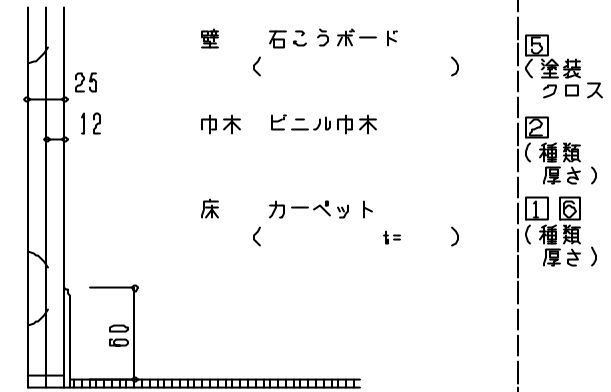 壁 石こうボード
( )
巾木 ビニル巾木
床 カーペット
( t= )
25
12
60
5
(塗装
クロス
2
(種類
厚さ)
1 6
(種類
厚さ)